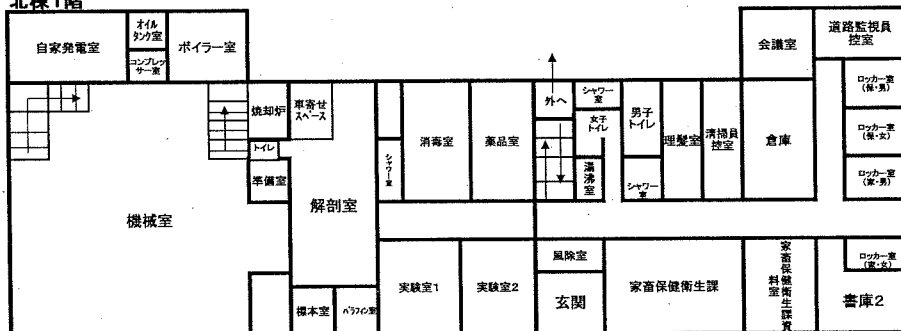 北棟1階
自家発電室
オイル
タンク室
コンプレッ
サー室
ボイラー室
会議室
道路監視員
控室
焼却炉
車寄せ
スペース
トイレ
準備室
解剖室
シャワー室
消毒室
薬品室
外へ
シャワー
室
女子
トイレ
湯沸室
男子
トイレ
シャワー
室
理髪室
清掃員
控室
倉庫
ロッカー室
(保・男)
ロッカー室
(保・女)
ロッカー室
(家・男)
機械室
標本室
パラフィン室
実験室1
実験室2
風除室
玄関
家畜保健衛生課
家畜保健衛生課資
料室
ロッカー室
(家・女)
書庫2